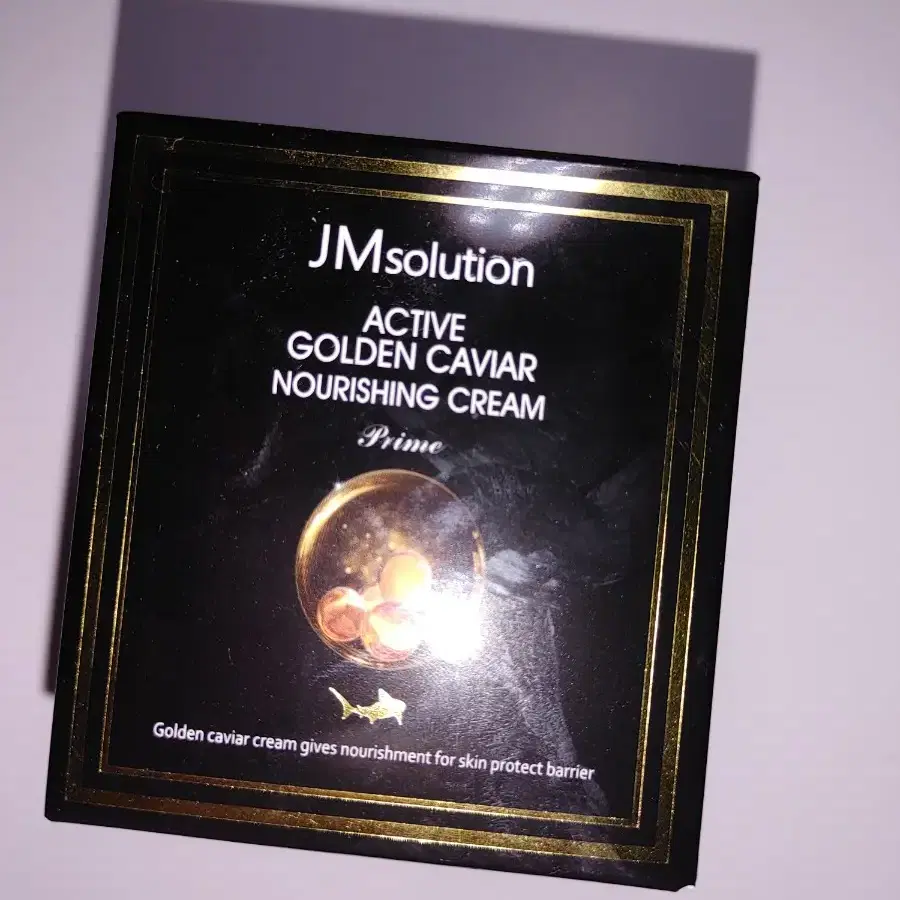 JMsolution
ACTIVE
GOLDEN CAVIAR
NOURISHING CREAM
Prime
Golden caviar cream gives nourishment for skin protect barrier